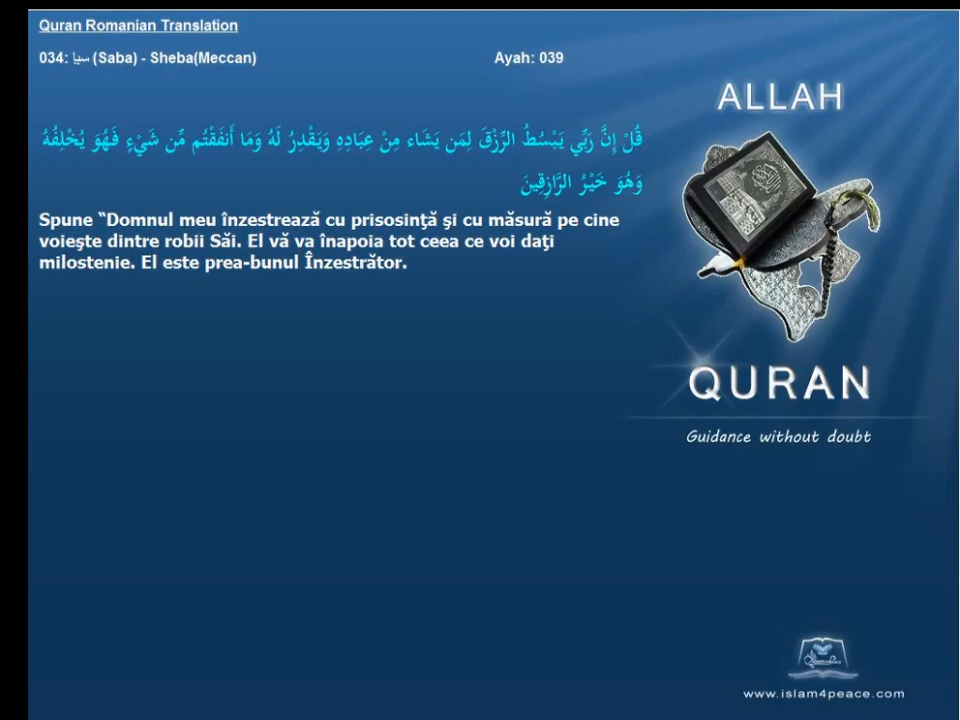 Quran Romanian Translation
034: سبإ (Saba) - Sheba(Meccan)
Ayah: 039
ALLAH
قُلْ إِنَّ رَبِّي يَبْسُطُ الرِّزْقَ لِمَن يَشَاء مِنْ عِبَادِهِ وَيَقْدِرُ لَهُ وَمَا أَنفَقْتُم مِّن شَيْءٍ فَهُوَ يُخْلِفُهُ
وَهُوَ خَيْرُ الرَّازِقِينَ
Spune “Domnul meu înzestrează cu prisosinţă şi cu măsură pe cine
voieşte dintre robii Săi. El vă va înapoia tot ceea ce voi daţi
milostenie. El este prea-bunul Înzestrător.
QURAN
Guidance without doubt
www.islam4peace.com